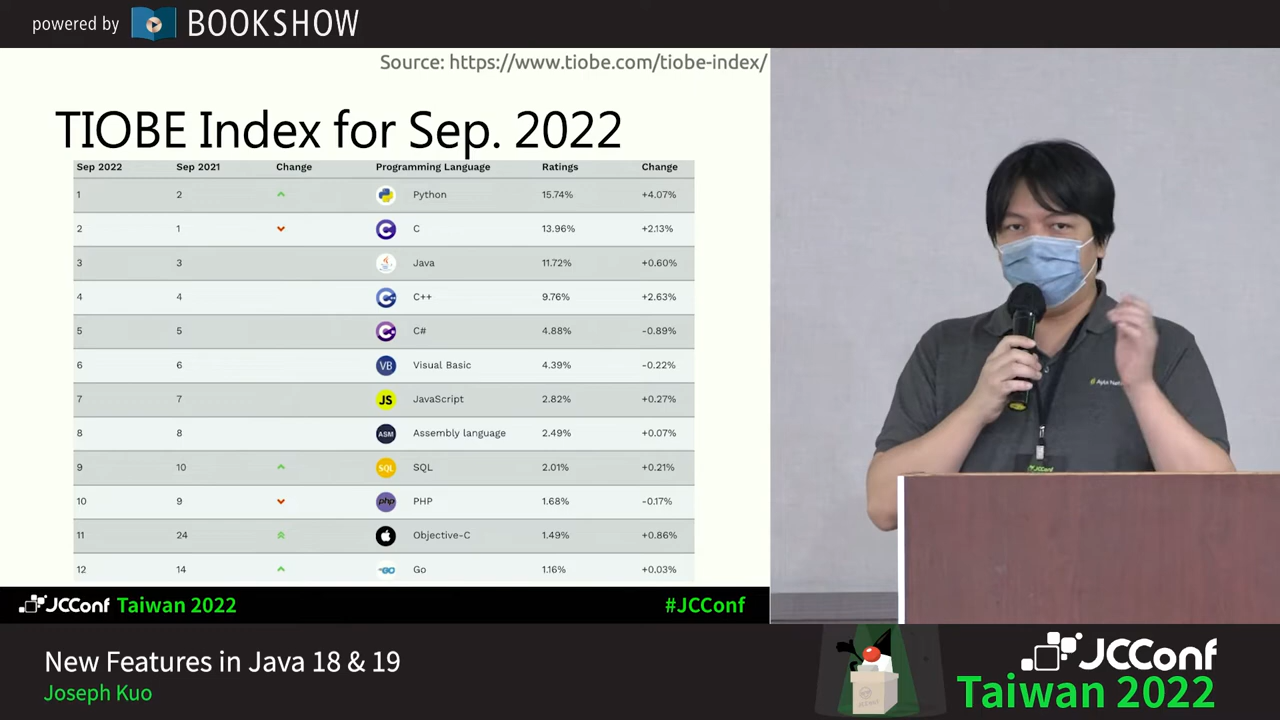 powered by BOOKSHOW
Source: https://www.tiobe.com/tiobe-index/
TIOBE Index for Sep. 2022
Sep 2022 Sep 2021 Change Programming Language Ratings Change
1 2 Python 15.74% +4.07%
2 1 C 13.96% +2.13%
3 3 Java 11.72% +0.60%
4 4 C++ 9.76% +2.63%
5 5 C# 4.88% -0.89%
6 6 VB Visual Basic 4.39% -0.22%
7 7 JS JavaScript 2.82% +0.27%
8 8 ASM Assembly language 2.49% +0.07%
9 10 SQL SQL 2.01% +0.21%
10 9 php PHP 1.68% -0.17%
11 24 Objective-C 1.49% +0.86%
12 14 GO Go 1.16% +0.03%
JCConf Taiwan 2022 #JCConf
JCConf
New Features in Java 18 & 19
Joseph Kuo
JCConf
Taiwan 2022